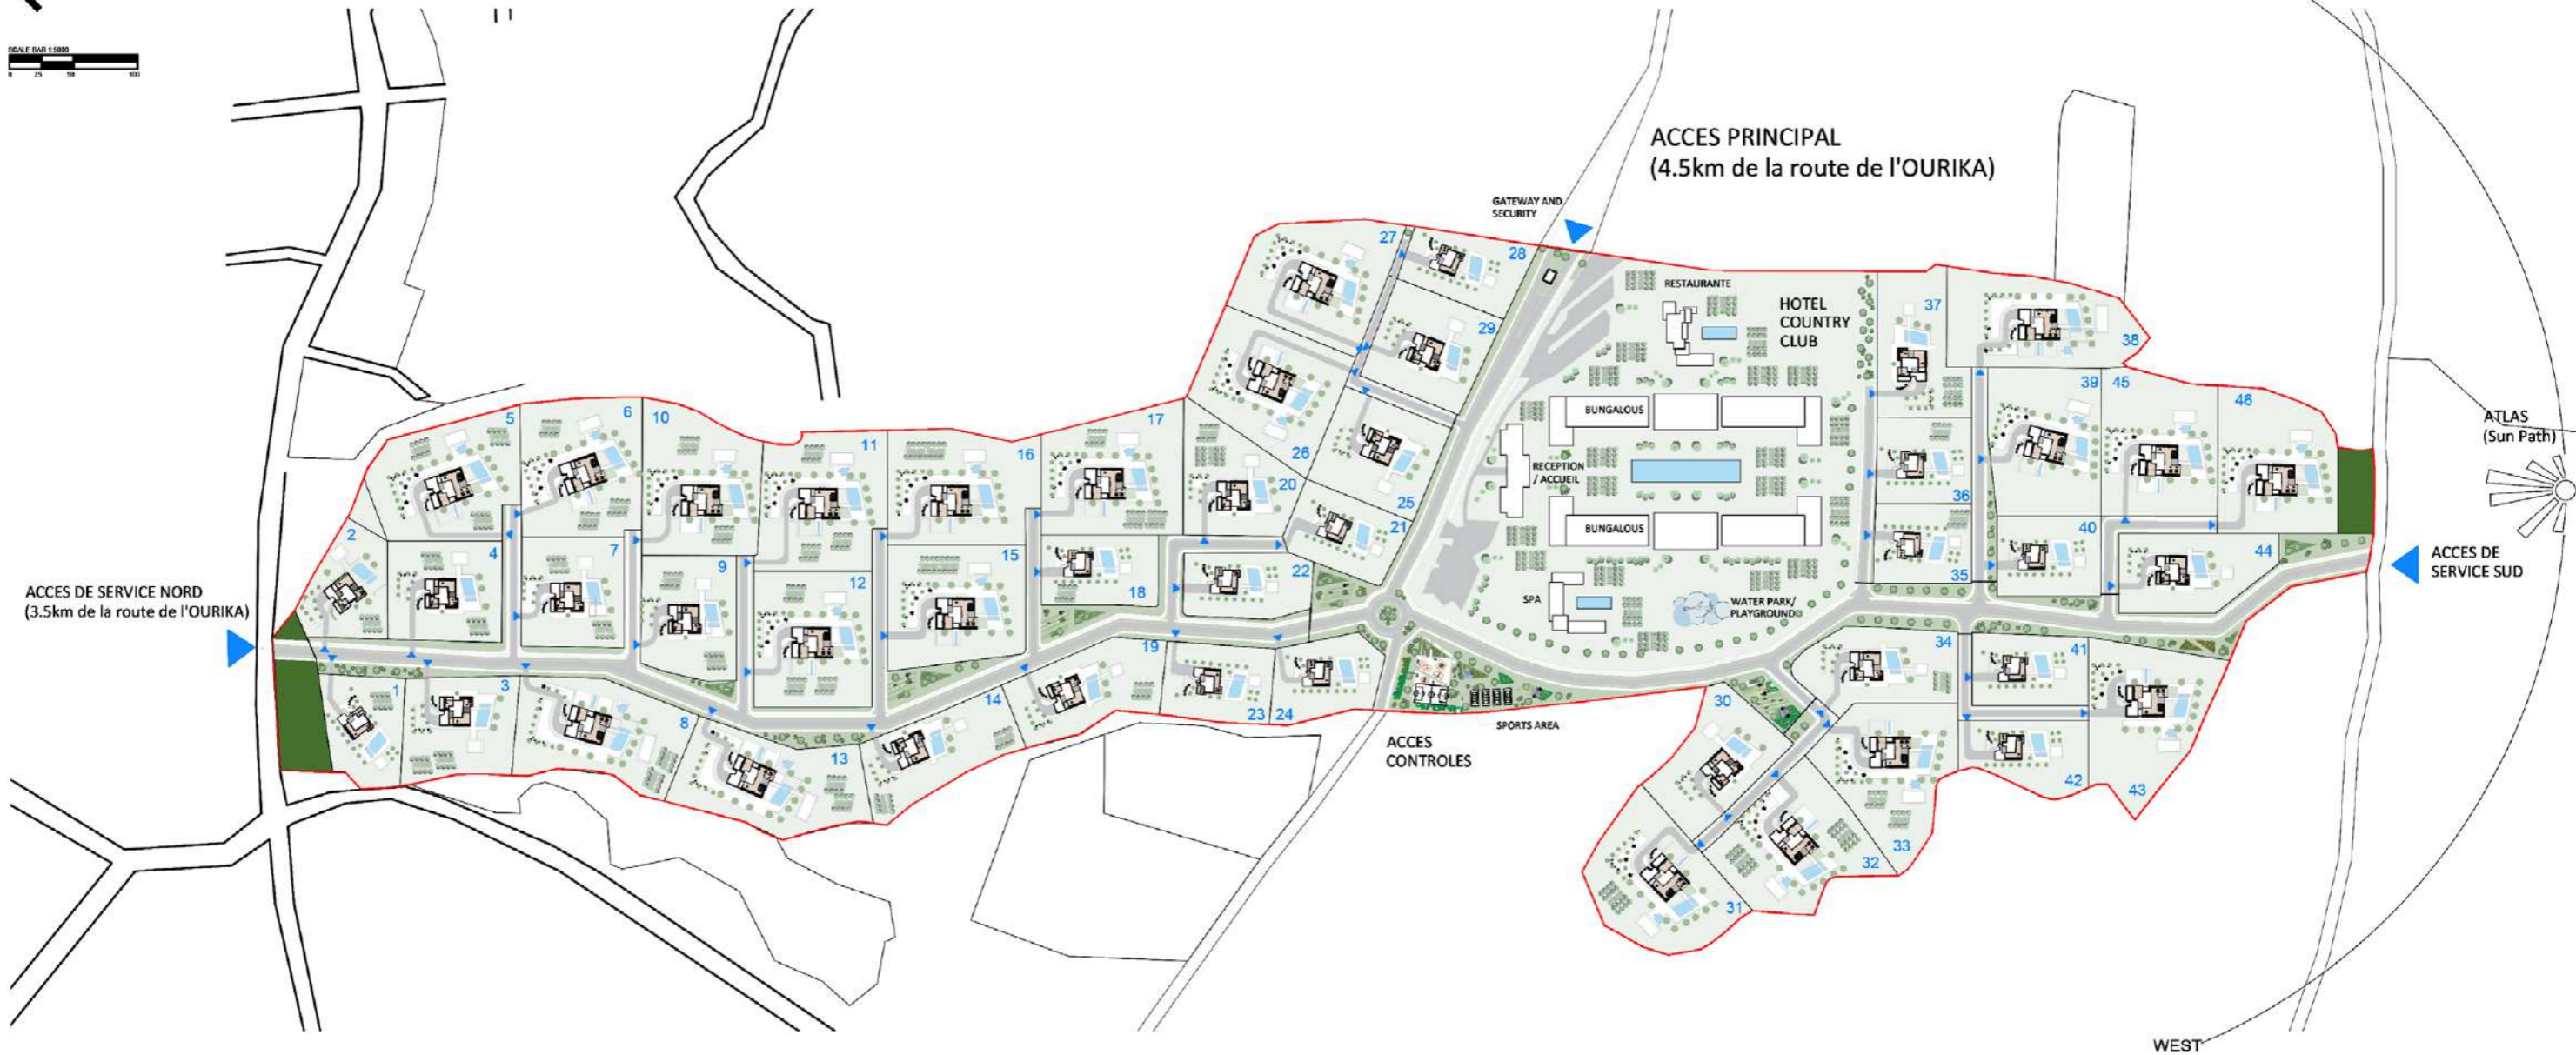 SCALE BAR 1:5000
0 25 50 100
ACCES PRINCIPAL
(4.5km de la route de l'OURIKA)
GATEWAY AND
SECURITY
27
28
RESTAURANTE
HOTEL
COUNTRY
CLUB
37
29
38
5
6
10
11
16
17
26
20
25
21
BUNGALOUS
RECEPTION
/ ACCUEIL
BUNGALOUS
39
45
46
36
40
ATLAS
(Sun Path)
2
4
7
9
12
15
18
22
35
44
ACCES DE
SERVICE SUD
ACCES DE SERVICE NORD
(3.5km de la route de l'OURIKA)
SPA
WATER PARK/
PLAYGROUND
1
3
8
13
14
19
23
24
34
41
30
SPORTS AREA
ACCES
CONTROLES
42
43
33
32
31
WEST